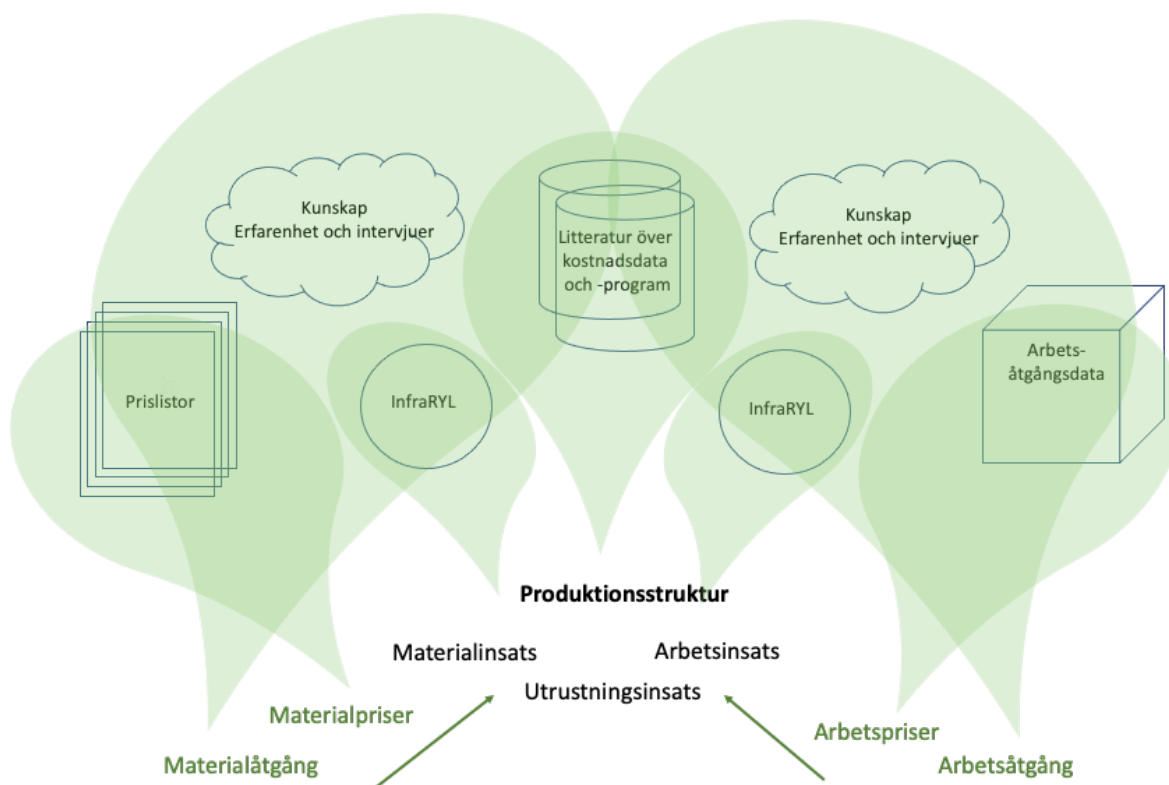 Kunskap
Erfarenhet och intervjuer
Litteratur över
kostnadsdata
och -program
Kunskap
Erfarenhet och intervjuer
Prislistor
InfraRYL
InfraRYL
Arbets-
åtgångsdata
Produktionsstruktur
Materialinsats
Arbetsinsats
Utrustningsinsats
Materialpriser
Arbetspriser
Materialåtgång
Arbetsåtgång